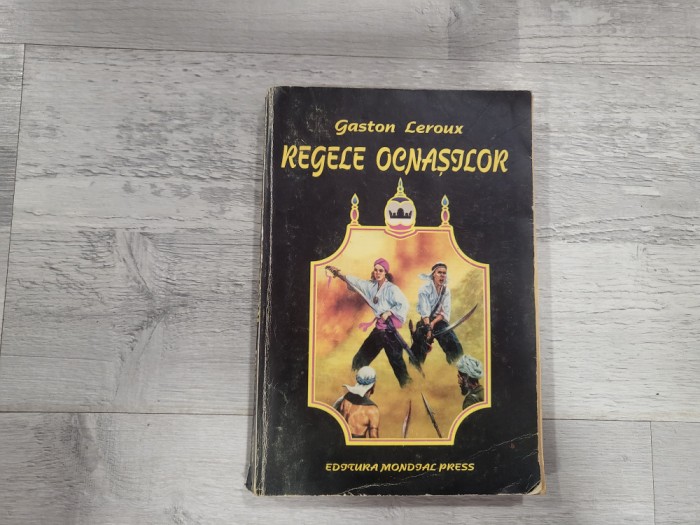 Gaston Leroux
REGELE OCNAȘILOR
EDITURA MONDIAL PRESS